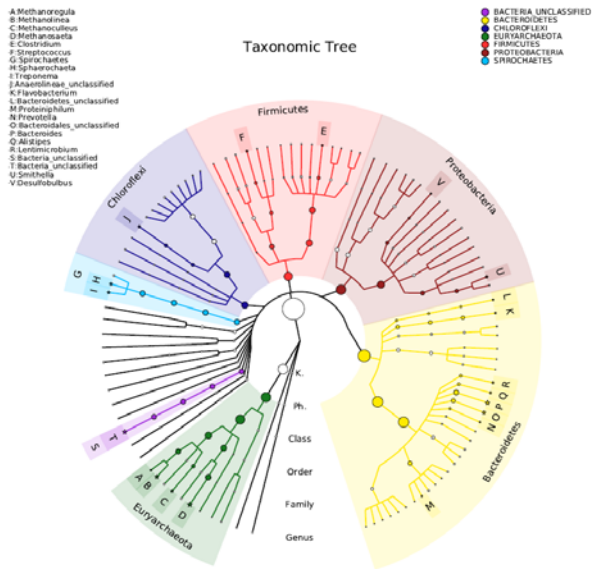 A:Methanoregula
B:Methanolinea
C:Methanoculleus
D:Methanosaeta
E:Clostridium
F:Streptococcus
G:Spirochaetes
H:Sphaerochaeta
I:Treponema
J:Anaerolineae_unclassified
K:Flavobacterium
L:Bacteroidetes_unclassified
M:Proteiniphilum
N:Prevotella
O:Bacteroidales_unclassified
P:Bacteroides
Q:Alistipes
R:Lentimicrobium
S:Bacteria_unclassified
T:Bacteria_unclassified
U:Smithella
V:Desulfobulbus
BACTERIA_UNCLASSIFIED
BACTEROIDETES
CHLOROFLEXI
EURYARCHAEOTA
FIRMICUTES
PROTEOBACTERIA
SPIROCHAETES
Taxonomic Tree
Firmicutes
F
E
Proteobacteria
V
U
Chloroflexi
J
G
I H
L
K
N O P Q R
M
Bacteroidetes
S
T
A B C D
Euryarchaeota
K.
Ph.
Class
Order
Family
Genus